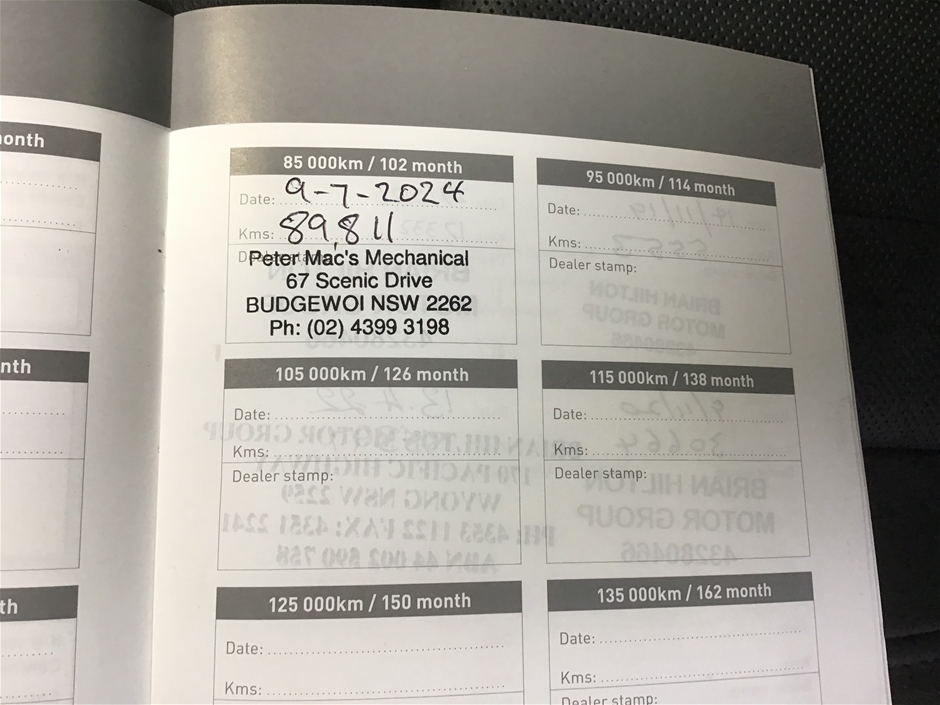 onth
nth
th
85 000km / 102 month
Date: 9-7-2024
Kms: 89,811
Peter Mac's Mechanical
67 Scenic Drive
BUDGEWOI NSW 2262
Ph: (02) 4399 3198
95 000km / 114 month
Date:
Kms:
Dealer stamp:
105 000km / 126 month
Date:
Kms:
Dealer stamp:
115 000km / 138 month
Date:
Kms:
Dealer stamp:
125 000km / 150 month
Date:
Kms:
135 000km / 162 month
Date:
Kms:
Dealer stamp: